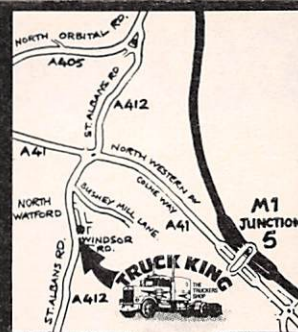 NORTH ORBITAL RD.
A405
ST. ALBANS RD
A412
A41
NORTH WESTERN AV
COLNE WAY
A41
M1
JUNCTION
5
NORTH
WATFORD
BUSHEY MILL LANE
WINDSOR
RD.
ST. ALBANS RD.
A412
TRUCK KING
THE
TRUCKERS
SHOP